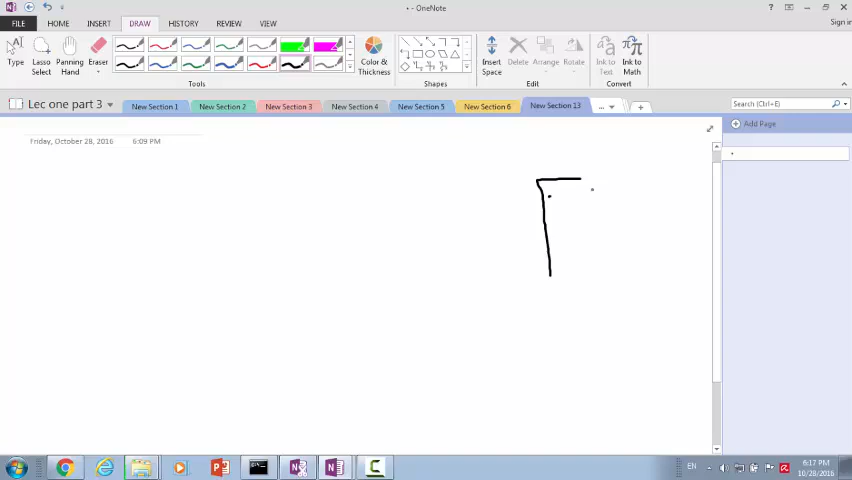 - OneNote
Sign in
FILE HOME INSERT DRAW HISTORY REVIEW VIEW
Type Lasso Select Panning Hand Eraser Color & Thickness Insert Space Delete Arrange Ink to Text Ink to Math
Tools Shapes Edit Convert
Lec one part 3 New Section 1 New Section 2 New Section 3 New Section 4 New Section 5 New Section 6 New Section 13 ... Search (Ctrl+E)
Add Page
Friday, October 28, 2016 6:09 PM
EN 6:17 PM
10/28/2016